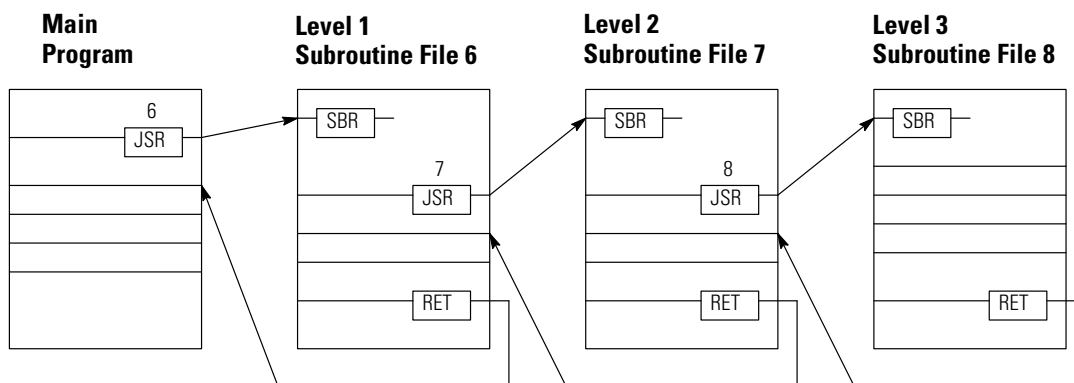 Main
Program
Level 1
Subroutine File 6
Level 2
Subroutine File 7
Level 3
Subroutine File 8
6
JSR
SBR
7
JSR
RET
SBR
8
JSR
RET
SBR
RET